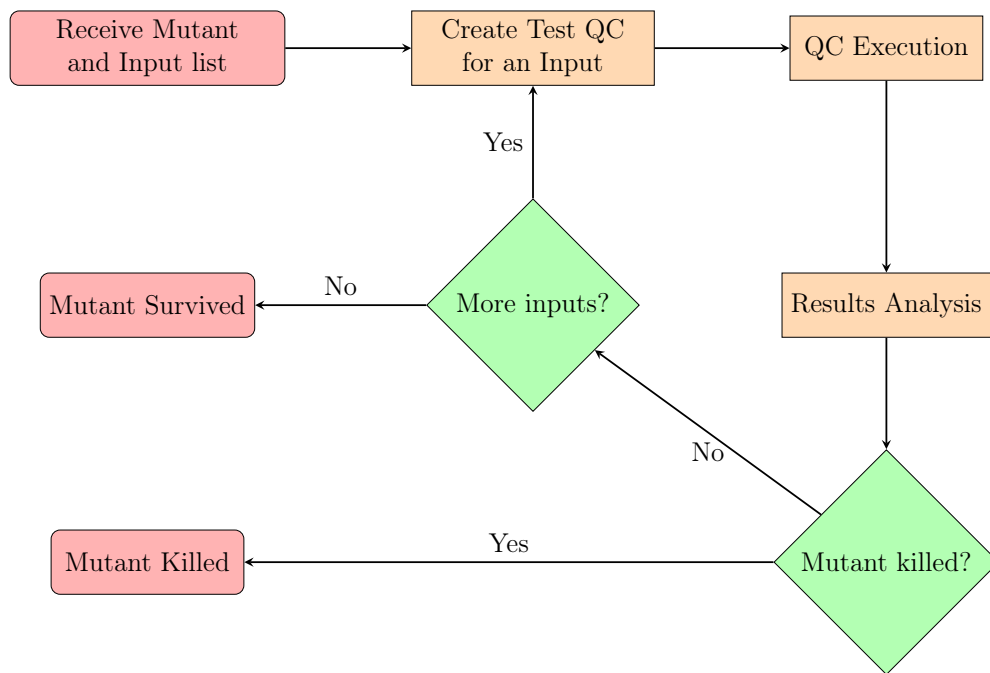 Receive Mutant
and Input list
Create Test QC
for an Input
QC Execution
Yes
Mutant Survived
No
More inputs?
Results Analysis
No
Mutant Killed
Yes
Mutant killed?